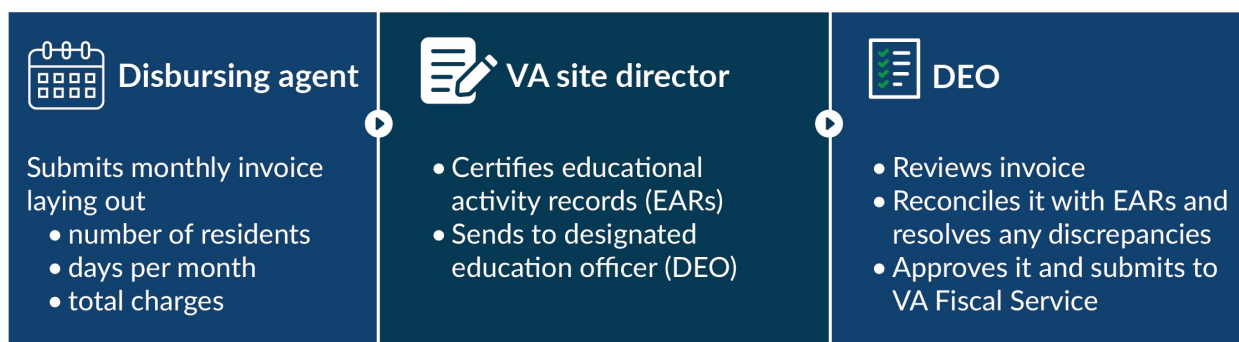 Disbursing agent
Submits monthly invoice
laying out
• number of residents
• days per month
• total charges
VA site director
• Certifies educational
activity records (EARs)
• Sends to designated
education officer (DEO)
DEO
• Reviews invoice
• Reconciles it with EARs and
resolves any discrepancies
• Approves it and submits to
VA Fiscal Service